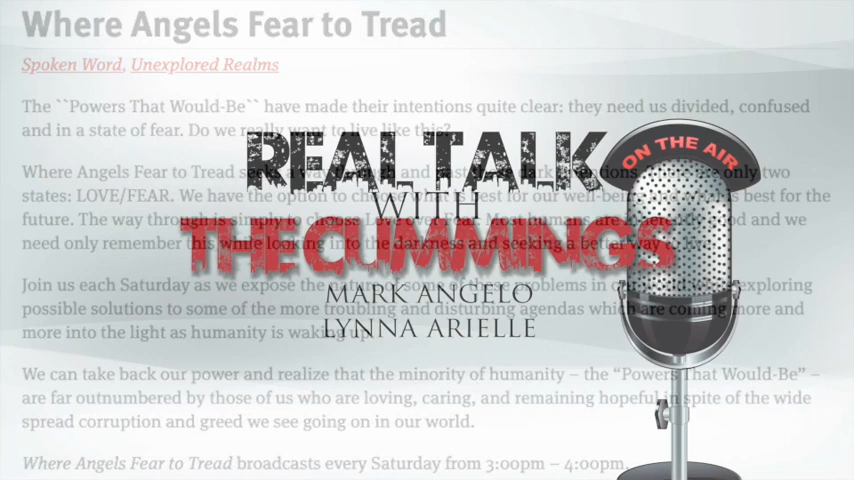 Where Angels Fear to Tread
Spoken Word, Unexplored Realms
The ``Powers That Would-Be`` have made their intentions quite clear: they need us divided, confused
and in a state of fear. Do we really want to live like this?
REAL TALK
ON THE AIR
Where Angels Fear to Tread and only two
states: LOVE/FEAR. We have the option to best for our well-being best for the
WITH
future. The way and we
THE CUMMINGS
need only remember this while looking into the darkness and seeking a better way
Join us each Saturday as we expose the problems in exploring
MARK ANGELO
possible solutions to some of the more troubling and disturbing agendas which are coming more and
LYNNA ARIELLE
more into the light as humanity is waking up.
We can take back our power and realize that the minority of humanity – the “Powers That Would-Be” –
are far outnumbered by those of us who are loving, caring, and remaining hopeful in spite of the wide
spread corruption and greed we see going on in our world.
Where Angels Fear to Tread broadcasts every Saturday from 3:00pm – 4:00pm.